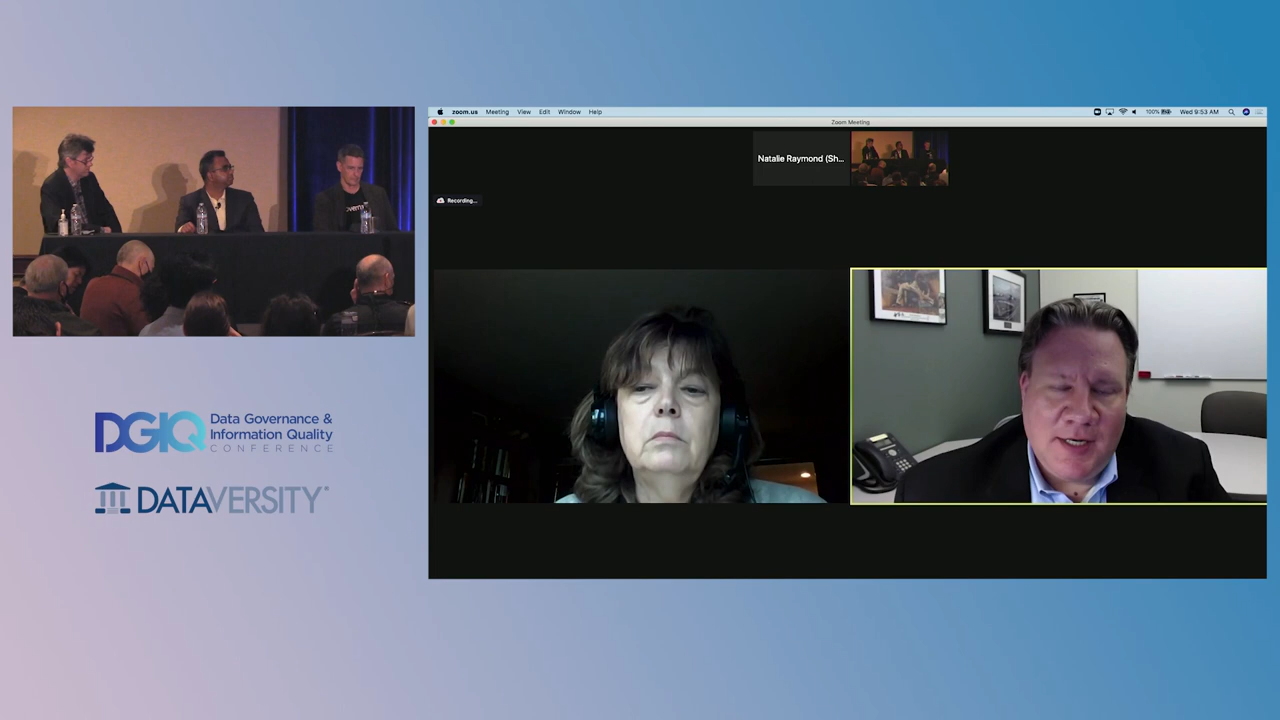 zoom.us Meeting View Edit Window Help
100% Wed 9:53 AM
Zoom Meeting
Natalie Raymond (Sh...
Recording...
DGIQ Data Governance &
Information Quality
CONFERENCE
DATAVERSITY®